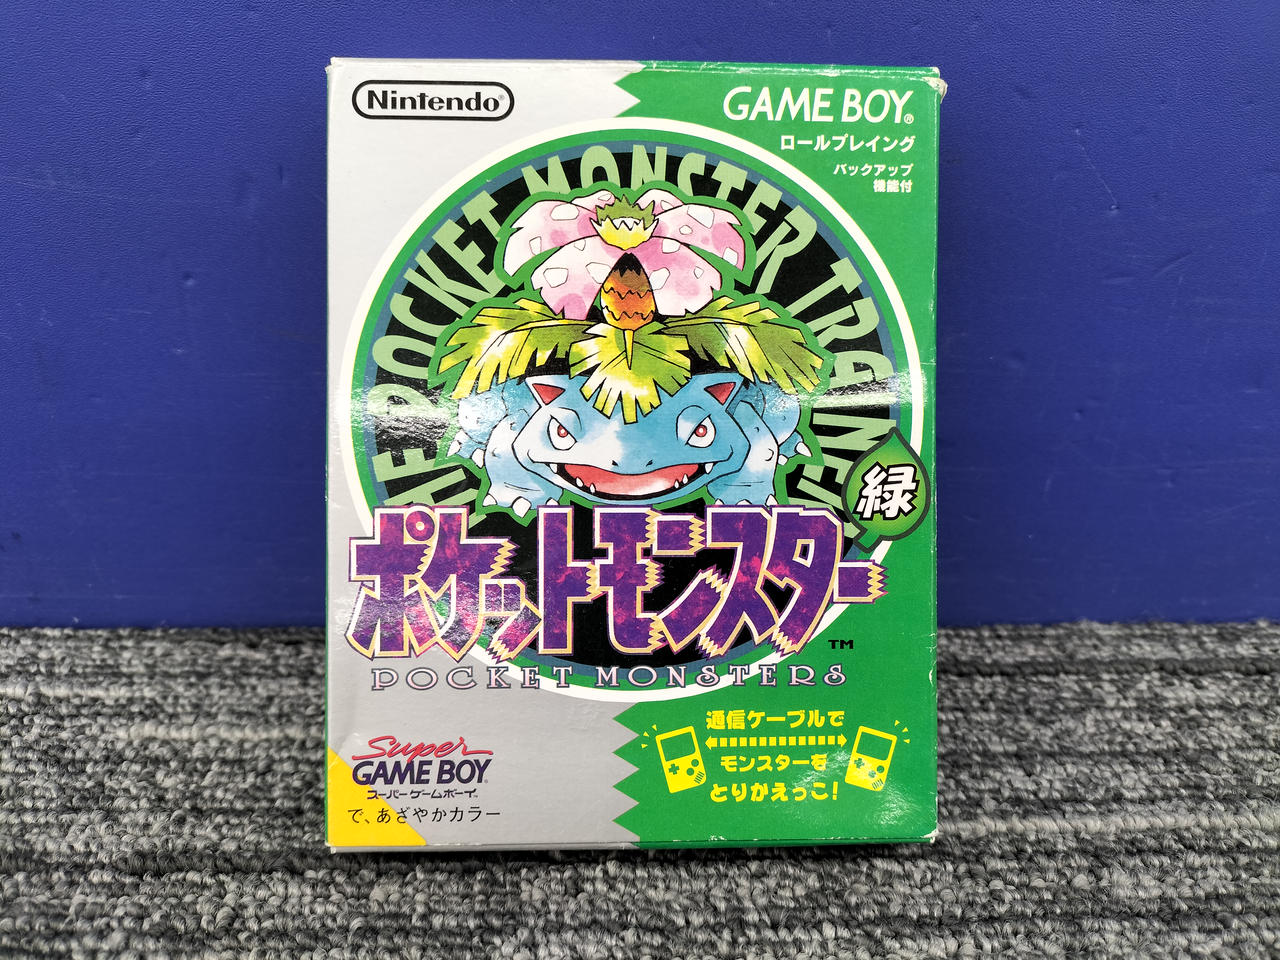 Nintendo®
GAME BOY®
ロールプレイング
バックアップ
機能付
POCKET MONSTER
緑
ポケットモンスター
TM
POCKET MONSTERS
通信ケーブルで
モンスターを
とりかえっこ!
Super
GAME BOY
スーパーゲームボーイ
で、あざやかカラー